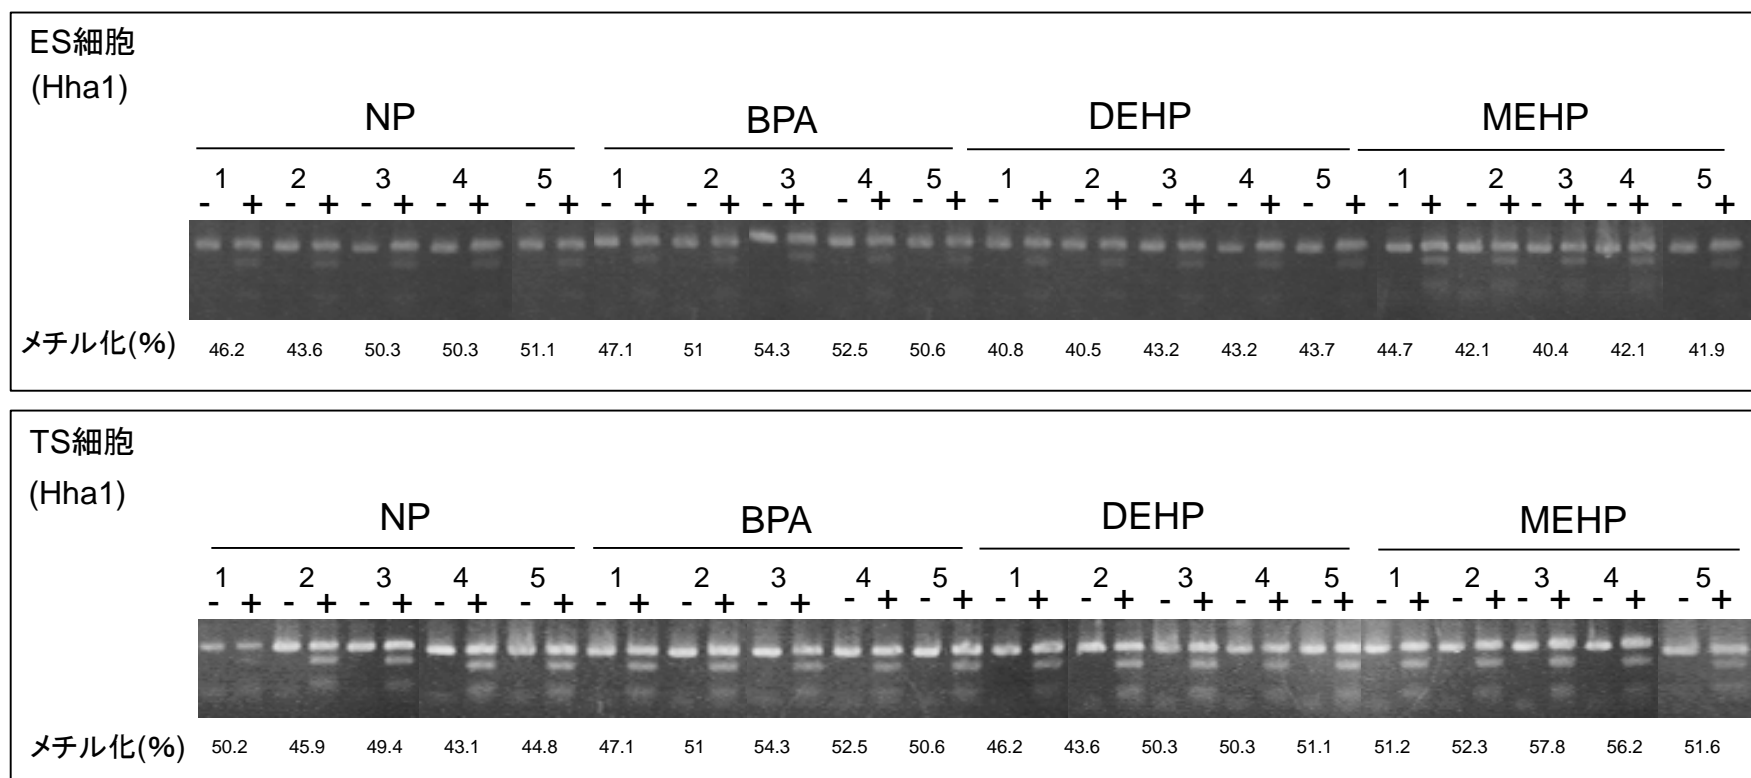 ES細胞
(Hha1)
NP BPA DEHP MEHP
1 2 3 4 5 1 2 3 4 5 1 2 3 4 5 1 2 3 4 5
- + - + - + - + - + - + - + - + - + - + - + - + - + - + - + - + - + - + - + - +
メチル化(%) 46.2 43.6 50.3 50.3 51.1 47.1 51 54.3 52.5 50.6 40.8 40.5 43.2 43.2 43.7 44.7 42.1 40.4 42.1 41.9
TS細胞
(Hha1)
NP BPA DEHP MEHP
1 2 3 4 5 1 2 3 4 5 1 2 3 4 5 1 2 3 4 5
- + - + - + - + - + - + - + - + - + - + - + - + - + - + - + - + - + - + - + - +
メチル化(%) 50.2 45.9 49.4 43.1 44.8 47.1 51 54.3 52.5 50.6 46.2 43.6 50.3 50.3 51.1 51.2 52.3 57.8 56.2 51.6